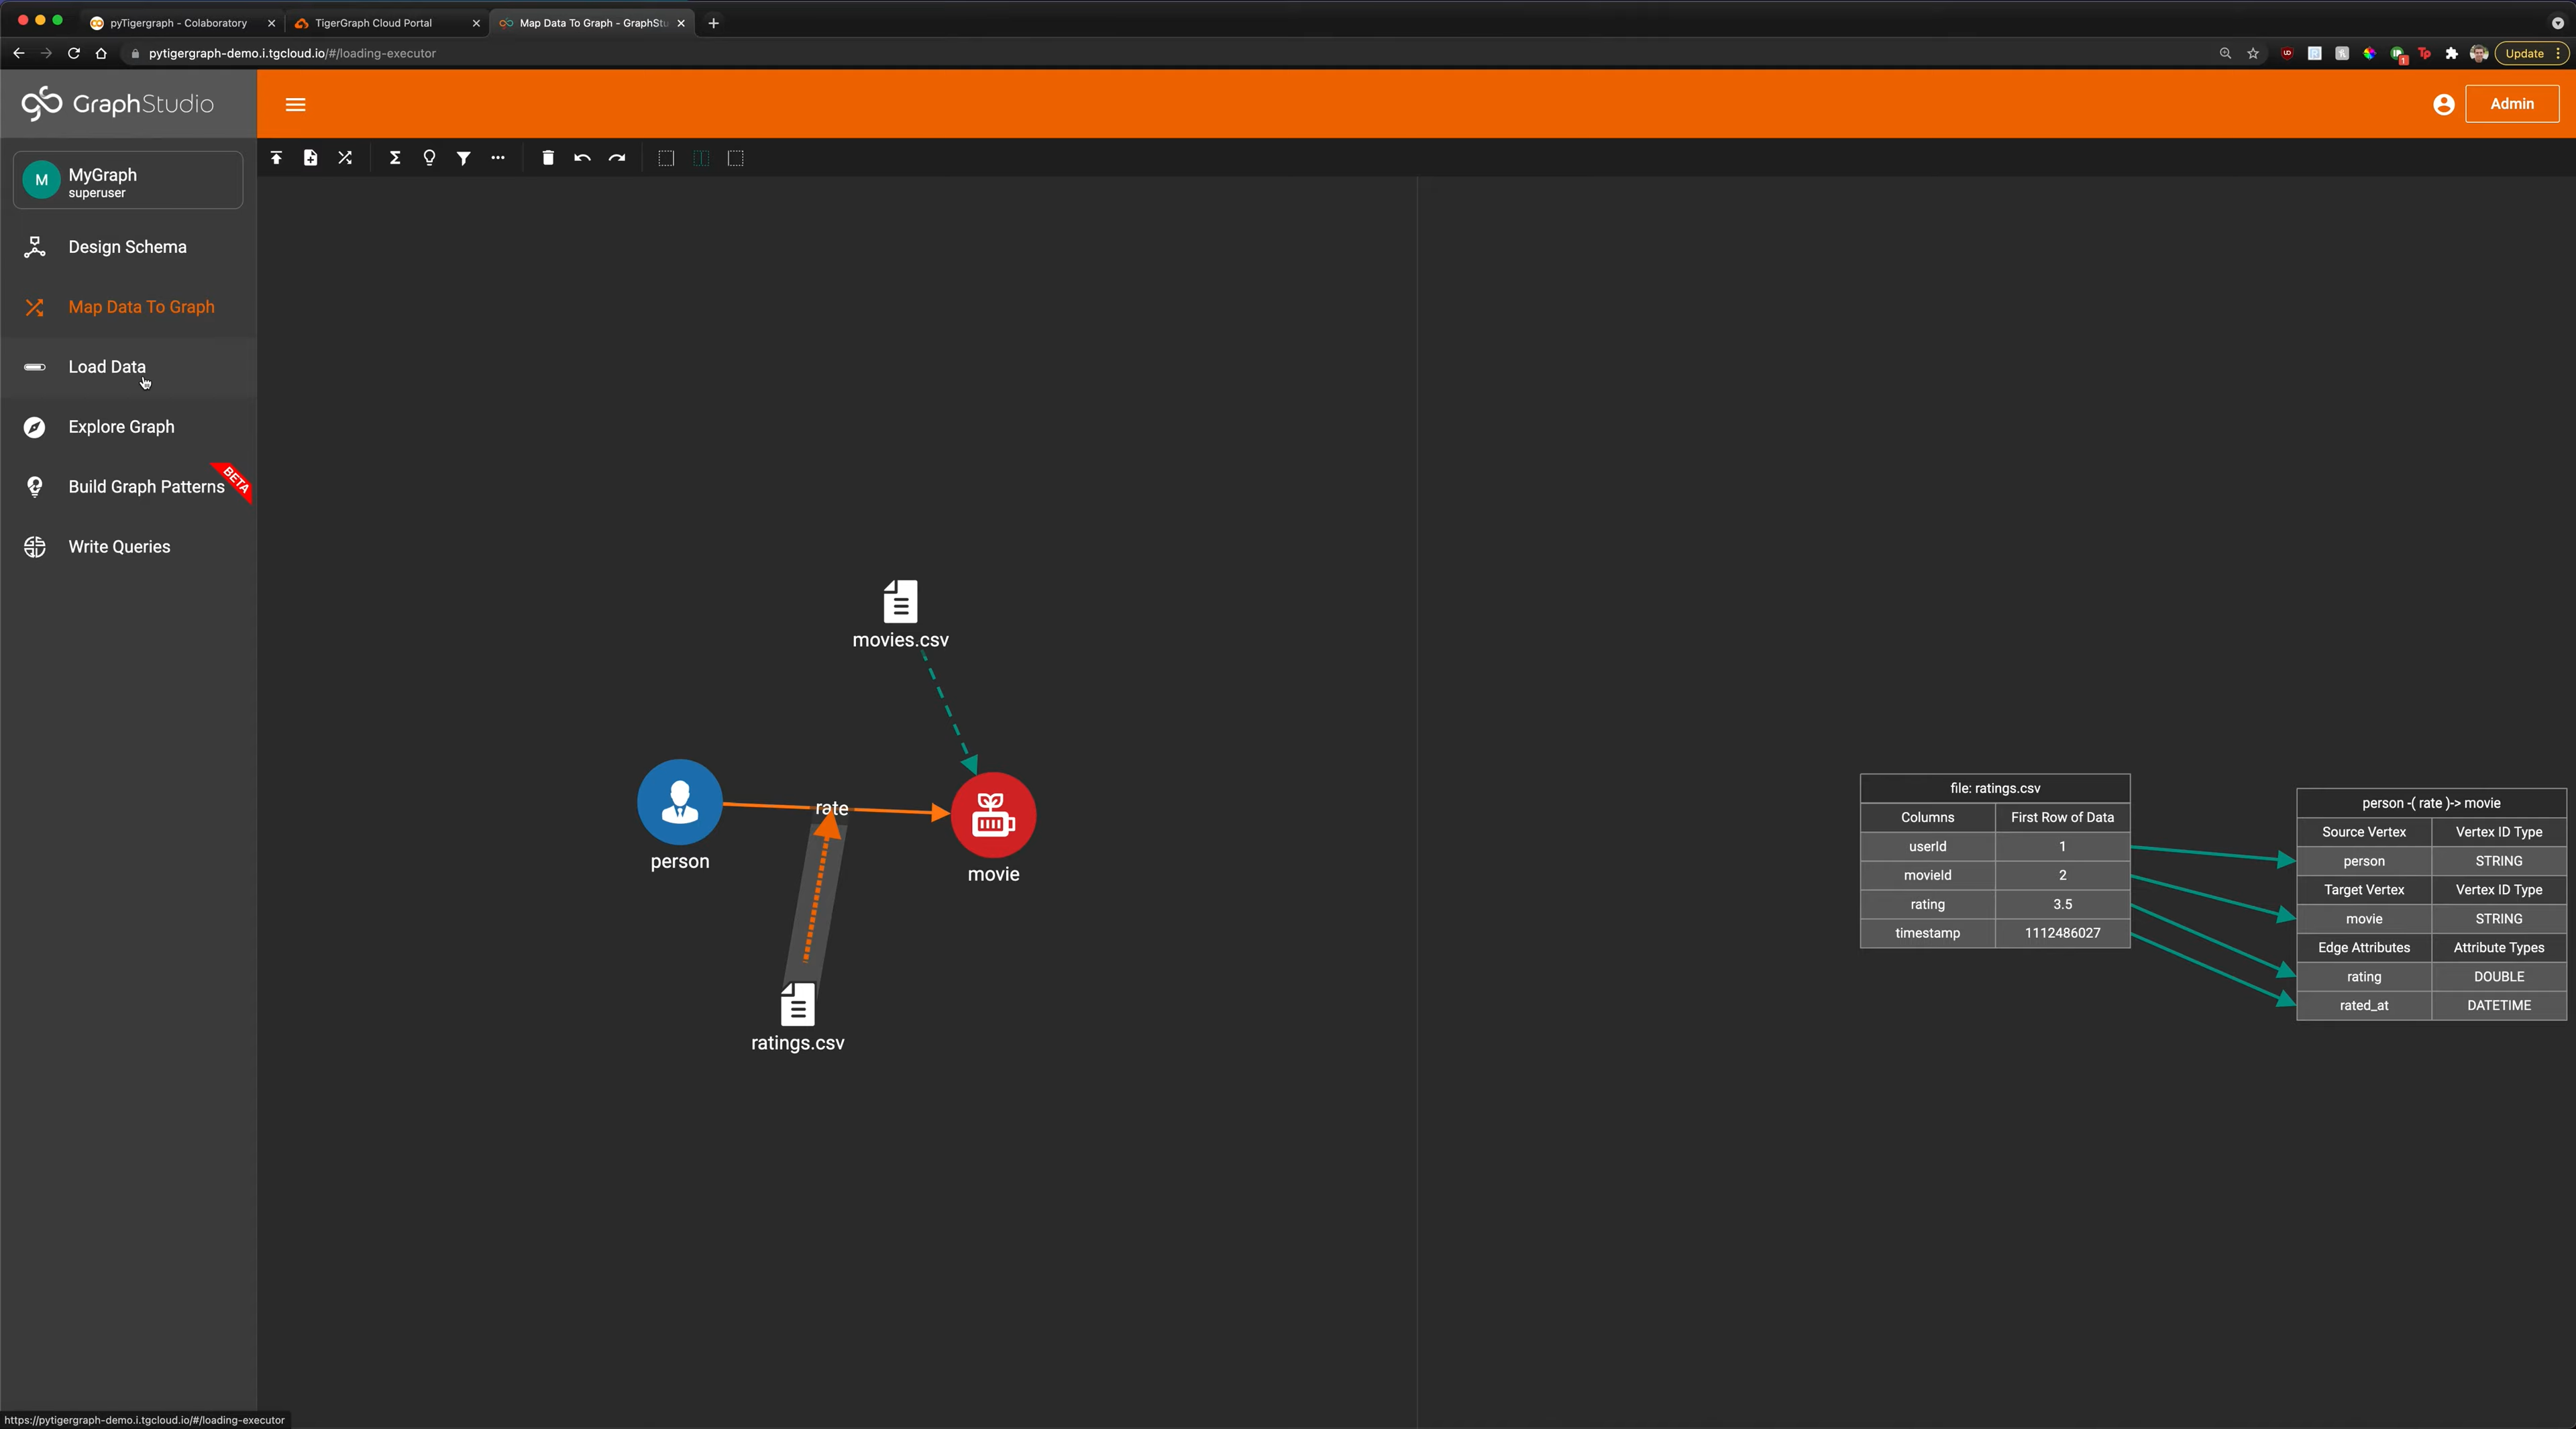 pyTigergraph - Colaboratory
TigerGraph Cloud Portal
Map Data To Graph - GraphStu
pytigergraph-demo.i.tgcloud.io/#/loading-executor
Update
GraphStudio
Admin
M
MyGraph
superuser
Design Schema
Map Data To Graph
Load Data
Explore Graph
Build Graph Patterns
BETA
Write Queries
movies.csv
rate
person
movie
ratings.csv
file: ratings.csv
Columns First Row of Data
userId 1
movieId 2
rating 3.5
timestamp 1112486027
person -( rate )-> movie
Source Vertex Vertex ID Type
person STRING
Target Vertex Vertex ID Type
movie STRING
Edge Attributes Attribute Types
rating DOUBLE
rated_at DATETIME
https://pytigergraph-demo.i.tgcloud.io/#/loading-executor